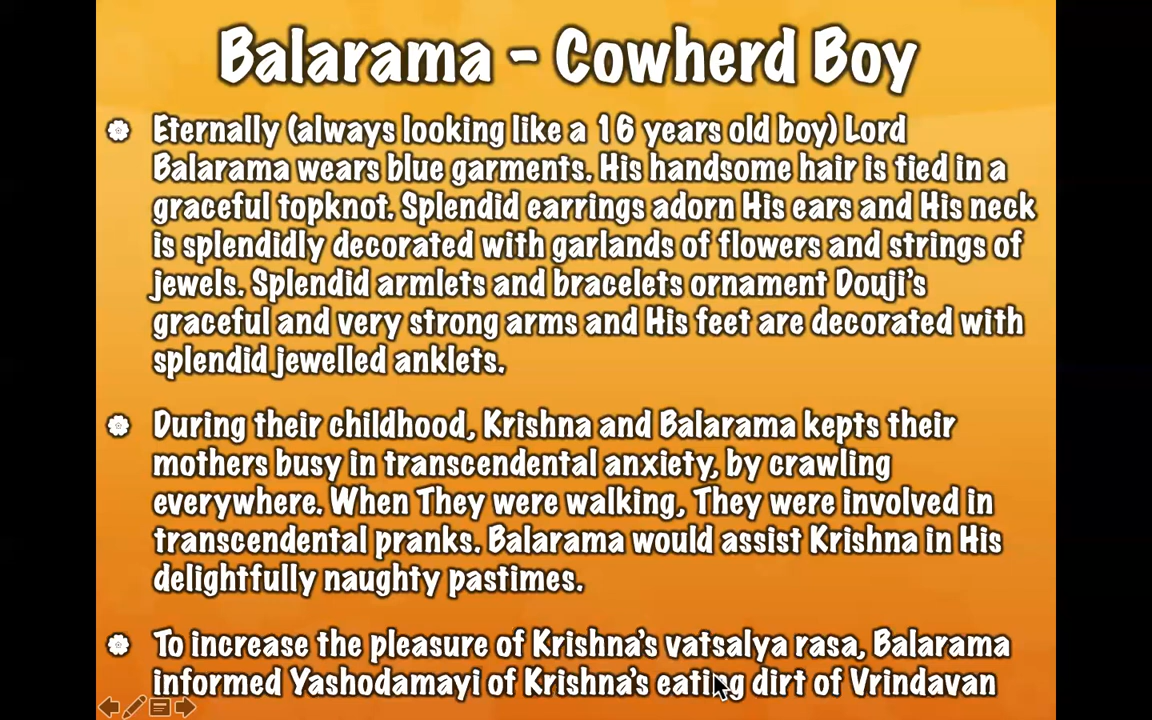 Balarama - Cowherd Boy
Eternally (always looking like a 16 years old boy) Lord
Balarama wears blue garments. His handsome hair is tied in a
graceful topknot. Splendid earrings adorn His ears and His neck
is splendidly decorated with garlands of flowers and strings of
jewels. Splendid armlets and bracelets ornament Douji's
graceful and very strong arms and His feet are decorated with
splendid jewelled anklets.
During their childhood, Krishna and Balarama kepts their
mothers busy in transcendental anxiety, by crawling
everywhere. When They were walking, They were involved in
transcendental pranks. Balarama would assist Krishna in His
delightfully naughty pastimes.
To increase the pleasure of Krishna's vatsalya rasa, Balarama
informed Yashodamayi of Krishna's eating dirt of Vrindavan